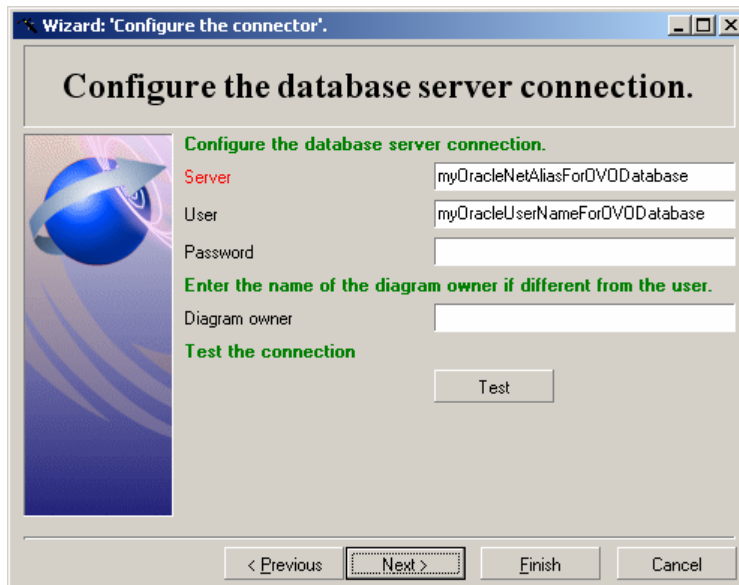 Wizard: 'Configure the connector'.
Configure the database server connection.
Configure the database server connection.
Server myOracleNetAliasForOVODatabase
User myOracleUserNameForOVODatabase
Password
Enter the name of the diagram owner if different from the user.
Diagram owner
Test the connection
Test
< Previous Next > Finish Cancel